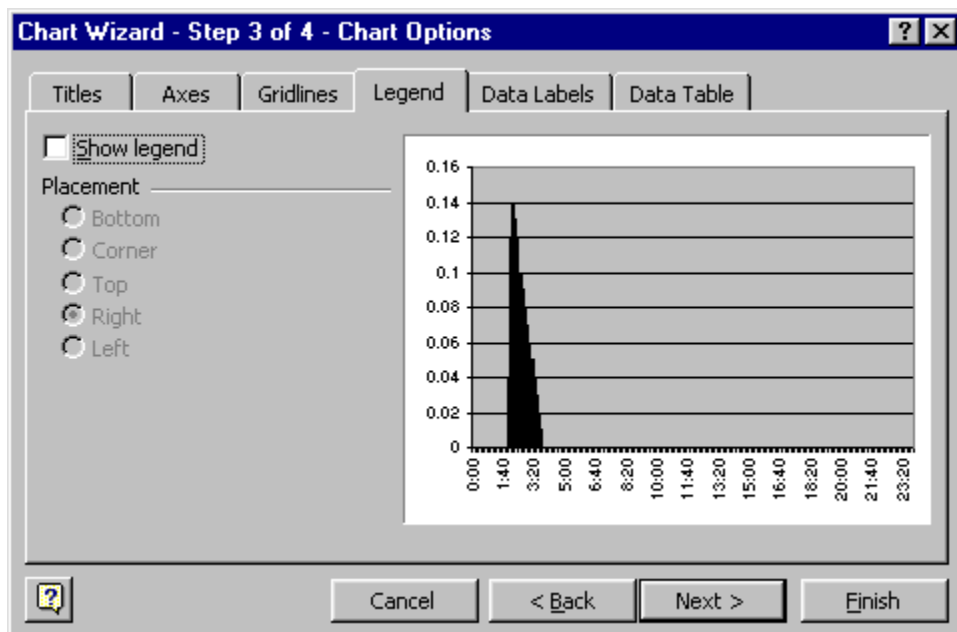 Chart Wizard - Step 3 of 4 - Chart Options
Titles Axes Gridlines Legend Data Labels Data Table
Show legend
Placement
Bottom
Corner
Top
Right
Left
0.16
0.14
0.12
0.1
0.08
0.06
0.04
0.02
0
0:00 1:40 3:20 5:00 6:40 8:20 10:00 11:40 13:20 15:00 16:40 18:20 20:00 21:40 23:20
Cancel < Back Next > Finish